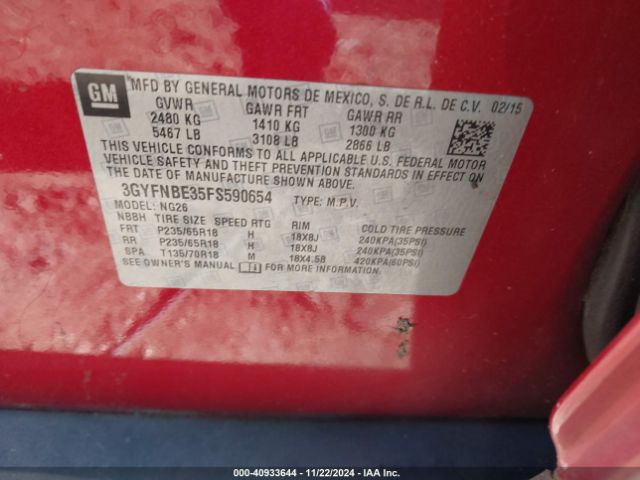 GM
MFD BY GENERAL MOTORS DE MEXICO, S. DE R.L. DE C.V. 02/15
GVWR GAWR FRT GAWR RR
2480 KG 1410 KG 1300 KG
5467 LB 3108 LB 2866 LB
THIS VEHICLE CONFORMS TO ALL APPLICABLE U.S. FEDERAL MOTOR
VEHICLE SAFETY AND THEFT PREVENTION STANDARDS IN EFFECT ON
THE DATE OF MANUFACTURE SHOWN ABOVE.
3GYFNBE35FS590654 TYPE: M.P.V.
MODEL: NG26
NBBH TIRE SIZE SPEED RTG RIM COLD TIRE PRESSURE
FRT P235/65R18 H 18X8J 240KPA(35PSI)
RR P235/65R18 H 18X8J 240KPA(35PSI)
SPA T135/70R18 M 18X4.5B 420KPA(60PSI)
SEE OWNER'S MANUAL FOR MORE INFORMATION.
000-40933644 - 11/22/2024 - IAA Inc.